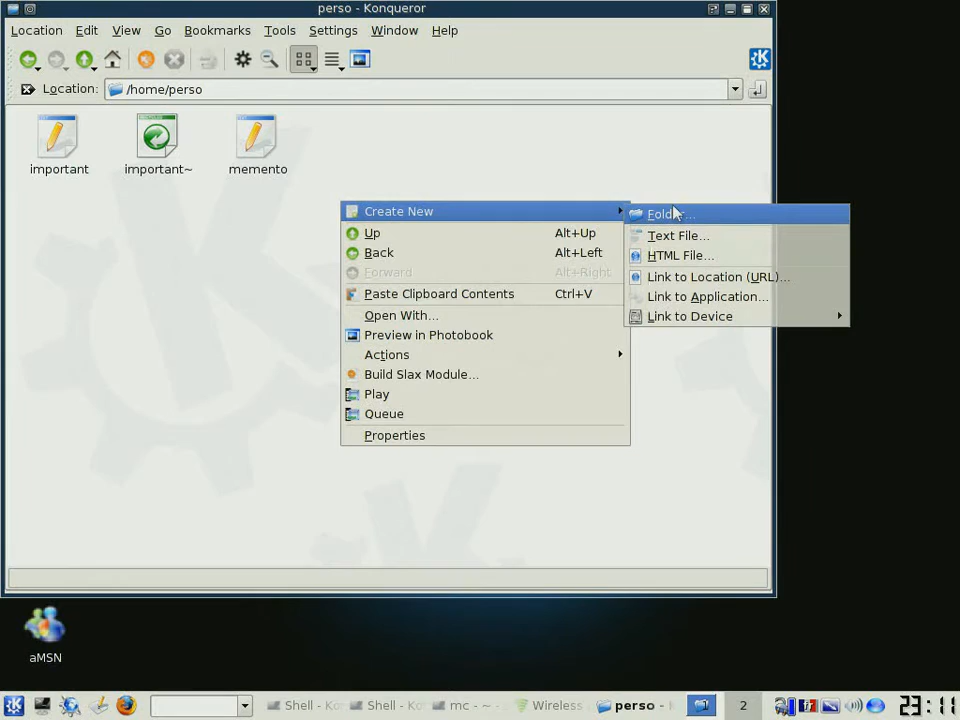 perso - Konqueror
Location Edit View Go Bookmarks Tools Settings Window Help
Location: /home/perso
important important~ memento
Create New
Up Alt+Up
Back Alt+Left
Forward Alt+Right
Paste Clipboard Contents Ctrl+V
Open With...
Preview in Photobook
Actions
Build Slax Module...
Play
Queue
Properties
Text File...
HTML File...
Link to Location (URL)...
Link to Application...
Link to Device
aMSN
Shell - Ko Shell - Ko mc - ~ - Wireless perso - 2 23:11